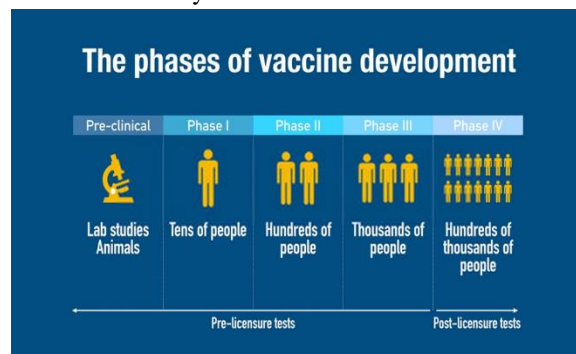 The phases of vaccine development
Pre-clinical
Phase I
Phase II
Phase III
Phase IV
Lab studies
Animals
Tens of people
Hundreds of
people
Thousands of
people
Hundreds of
thousands of
people
Pre-licensure tests
Post-licensure tests